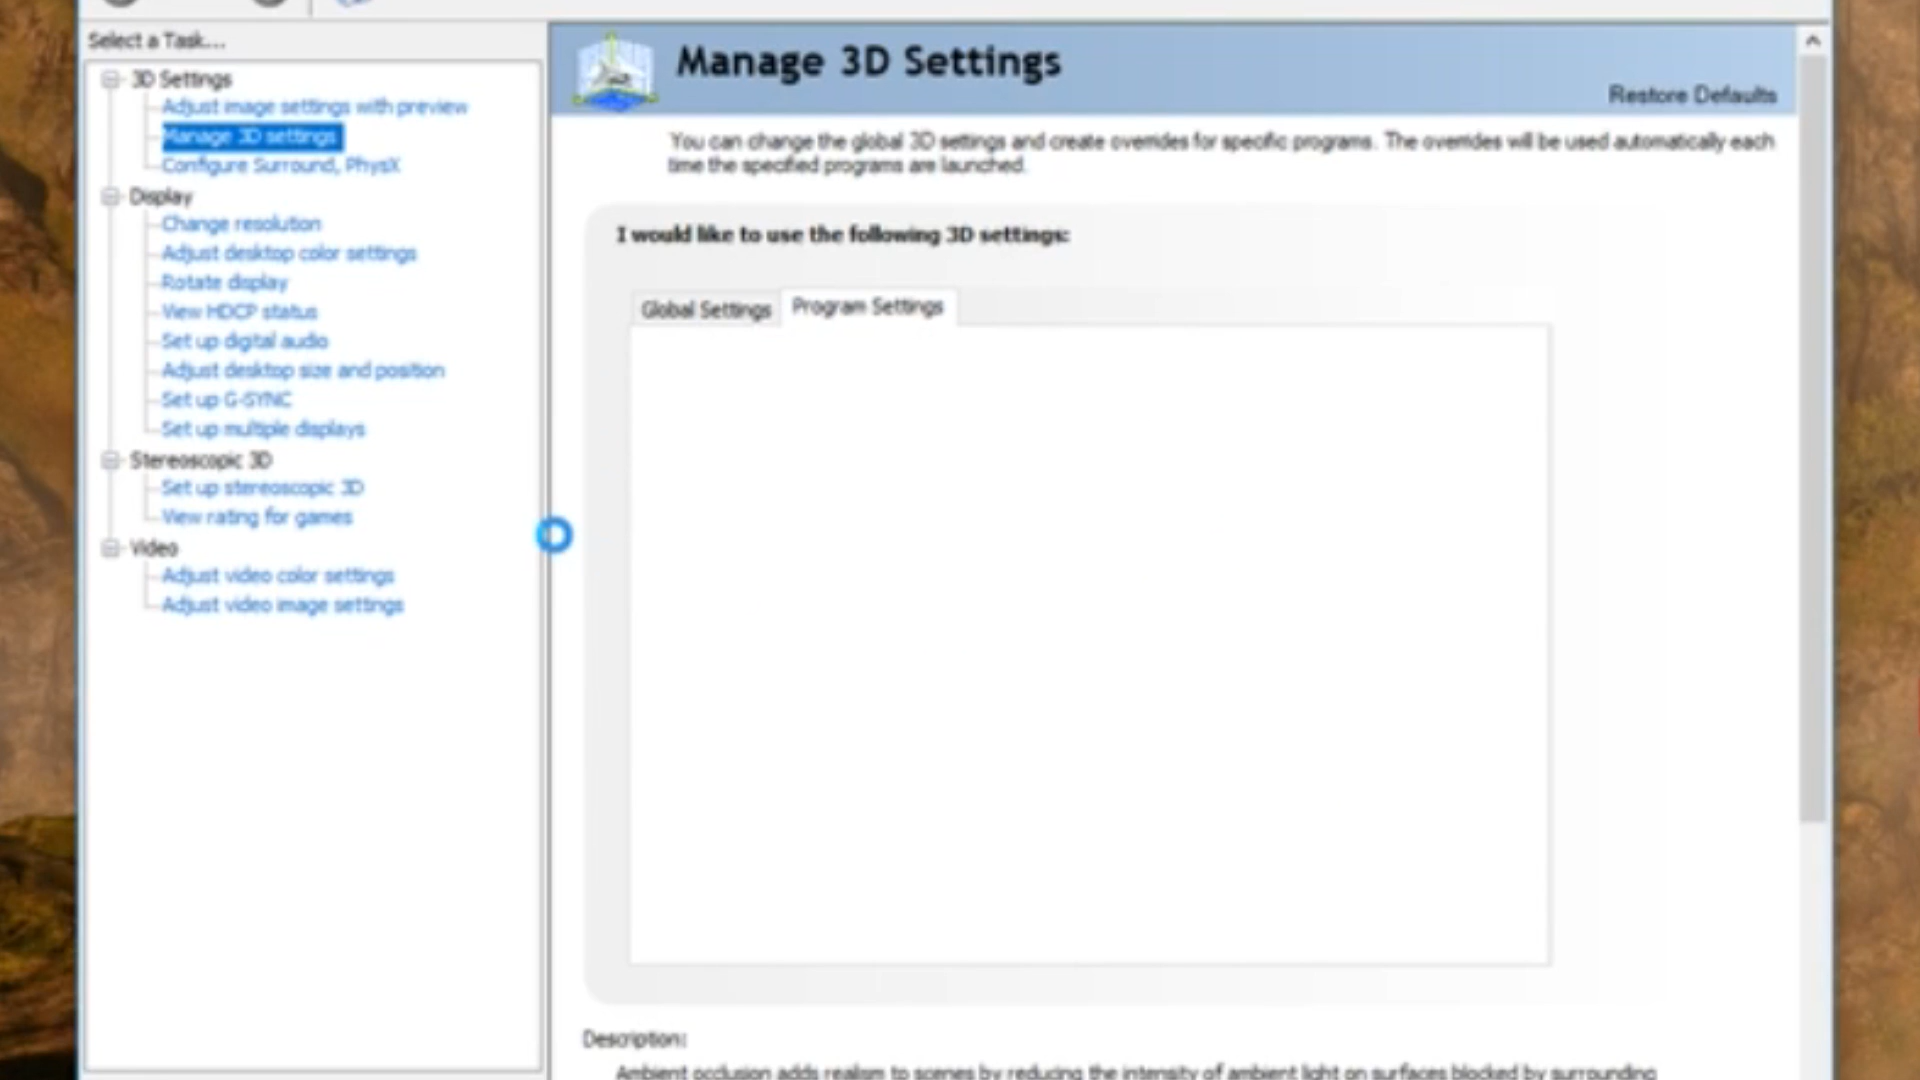 Select a Task...
3D Settings
Adjust image settings with preview
Manage 3D settings
Configure Surround, PhysX
Display
Change resolution
Adjust desktop color settings
Rotate display
View HDCP status
Set up digital audio
Adjust desktop size and position
Set up G-SYNC
Set up multiple displays
Stereoscopic 3D
Set up stereoscopic 3D
View rating for games
Video
Adjust video color settings
Adjust video image settings
Manage 3D Settings
Restore Defaults
You can change the global 3D settings and create overrides for specific programs. The overrides will be used automatically each
time the specified programs are launched.
I would like to use the following 3D settings:
Global Settings
Program Settings
Description:
Ambient occlusion adds realism to scenes by reducing the intensity of ambient light on surfaces blocked by surrounding